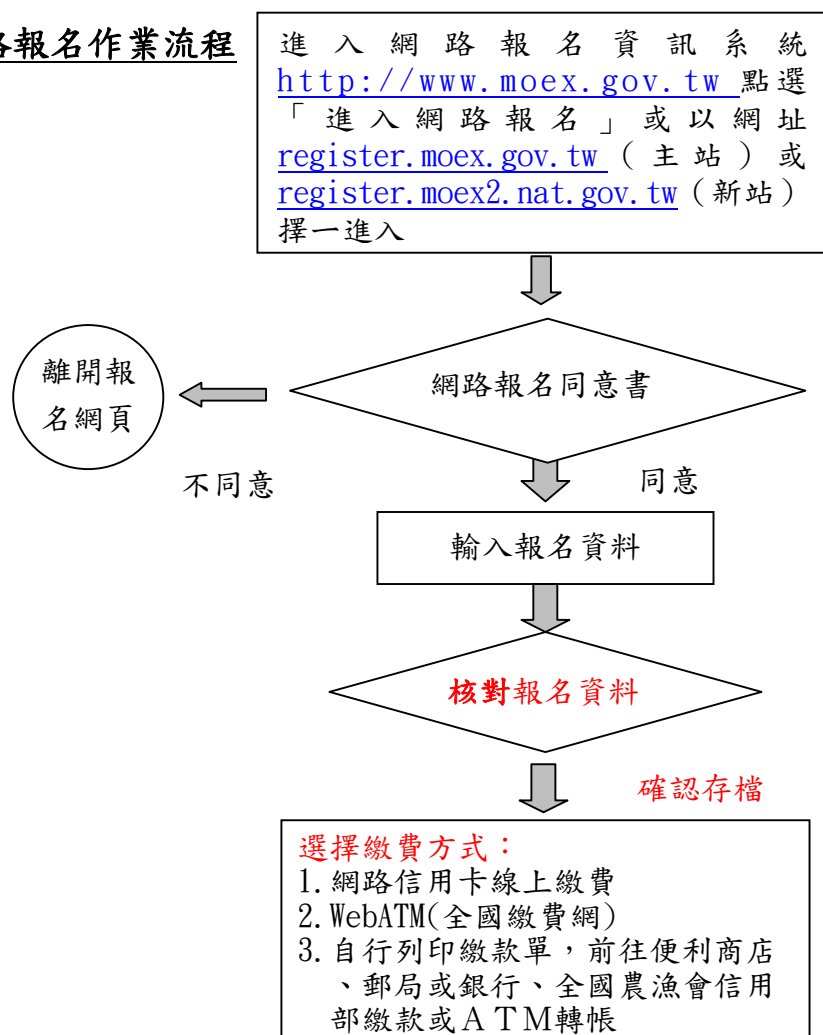 路報名作業流程
進入網路報名資訊系統
http://www.moex.gov.tw 點選
「進入網路報名」或以網址
register.moex.gov.tw(主站)或
register.moex2.nat.gov.tw(新站)
擇一進入
離開報
名網頁
網路報名同意書
不同意
同意
輸入報名資料
核對報名資料
確認存檔
選擇繳費方式：
1.網路信用卡線上繳費
2.WebATM(全國繳費網)
3.自行列印繳款單，前往便利商店
、郵局或銀行、全國農漁會信用
部繳款或ＡＴＭ轉帳